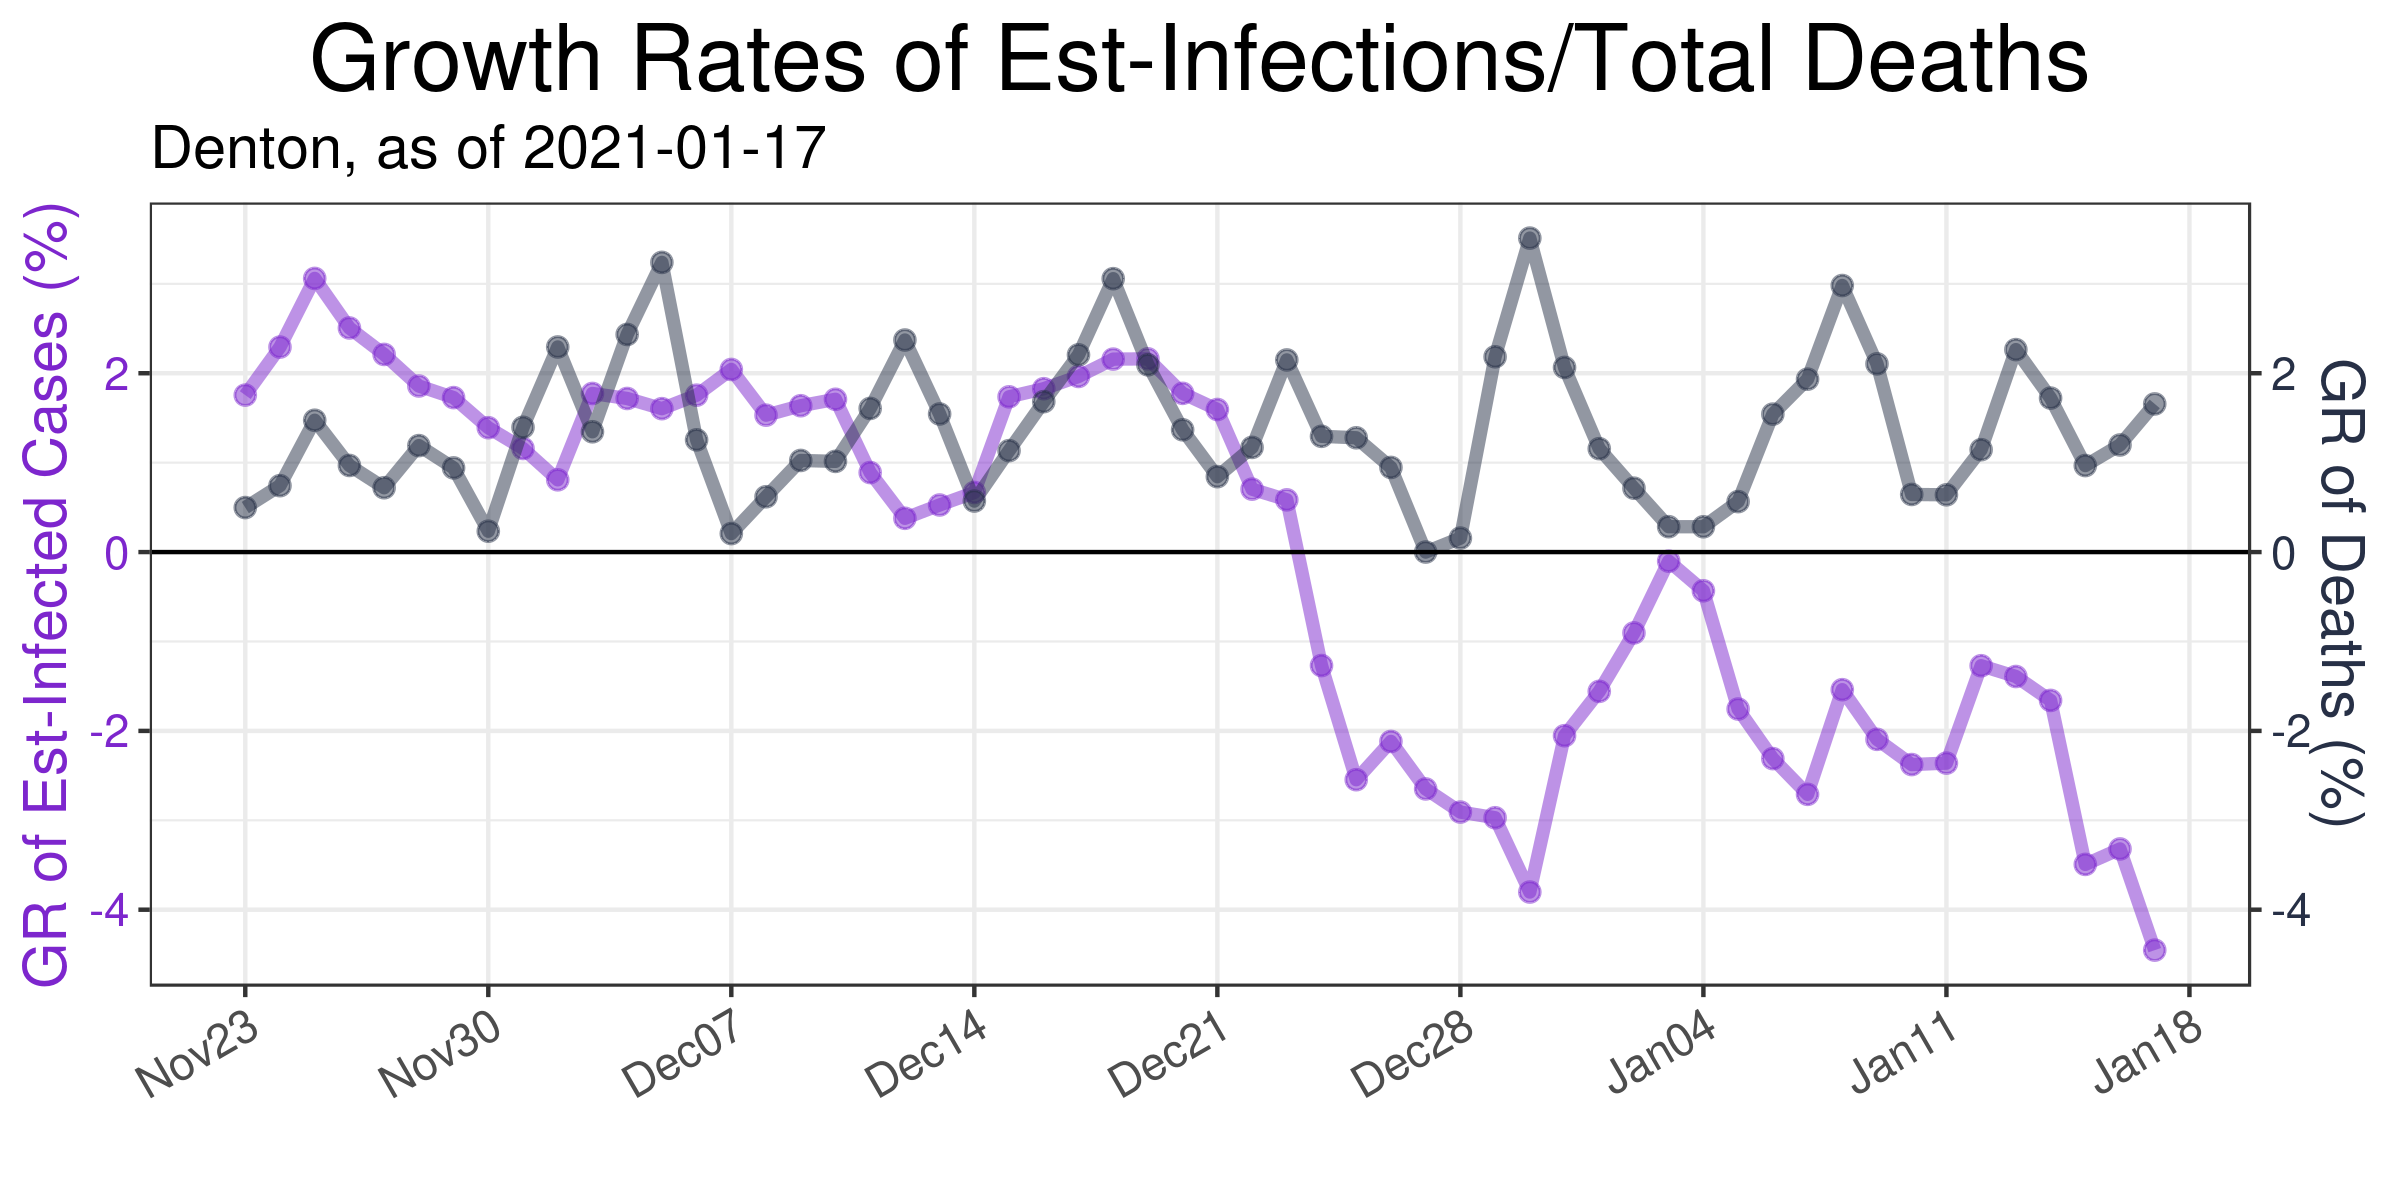 Growth Rates of Est-Infections/Total Deaths
Denton, as of 2021-01-17
GR of Est-Infected Cases (%)
2
0
-2
-4
2
0
-2
-4
GR of Deaths (%)
Nov23
Nov30
Dec07
Dec14
Dec21
Dec28
Jan04
Jan11
Jan18